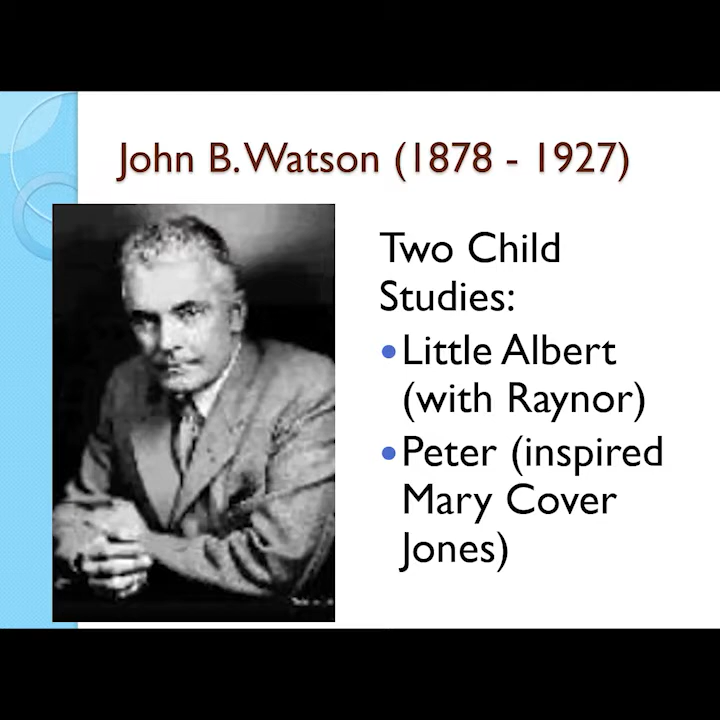 John B. Watson (1878 - 1927)
Two Child
Studies:
•Little Albert
(with Raynor)
•Peter (inspired
Mary Cover
Jones)